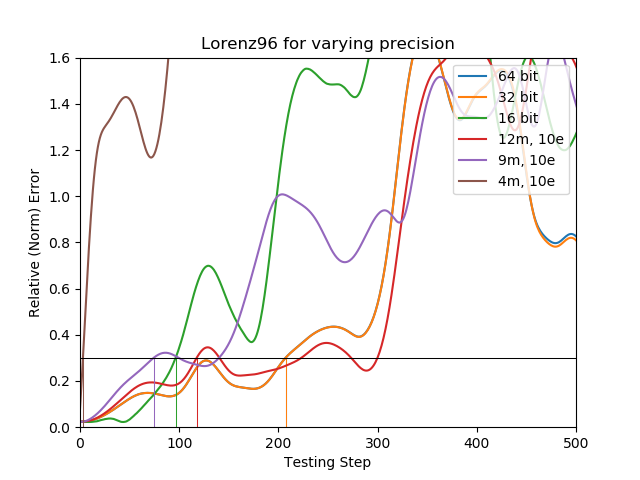 Lorenz96 for varying precision
1.6
1.4
1.2
1.0
0.8
0.6
0.4
0.2
0.0
Relative (Norm) Error
64 bit
32 bit
16 bit
12m, 10e
9m, 10e
4m, 10e
0 100 200 300 400 500
Testing Step